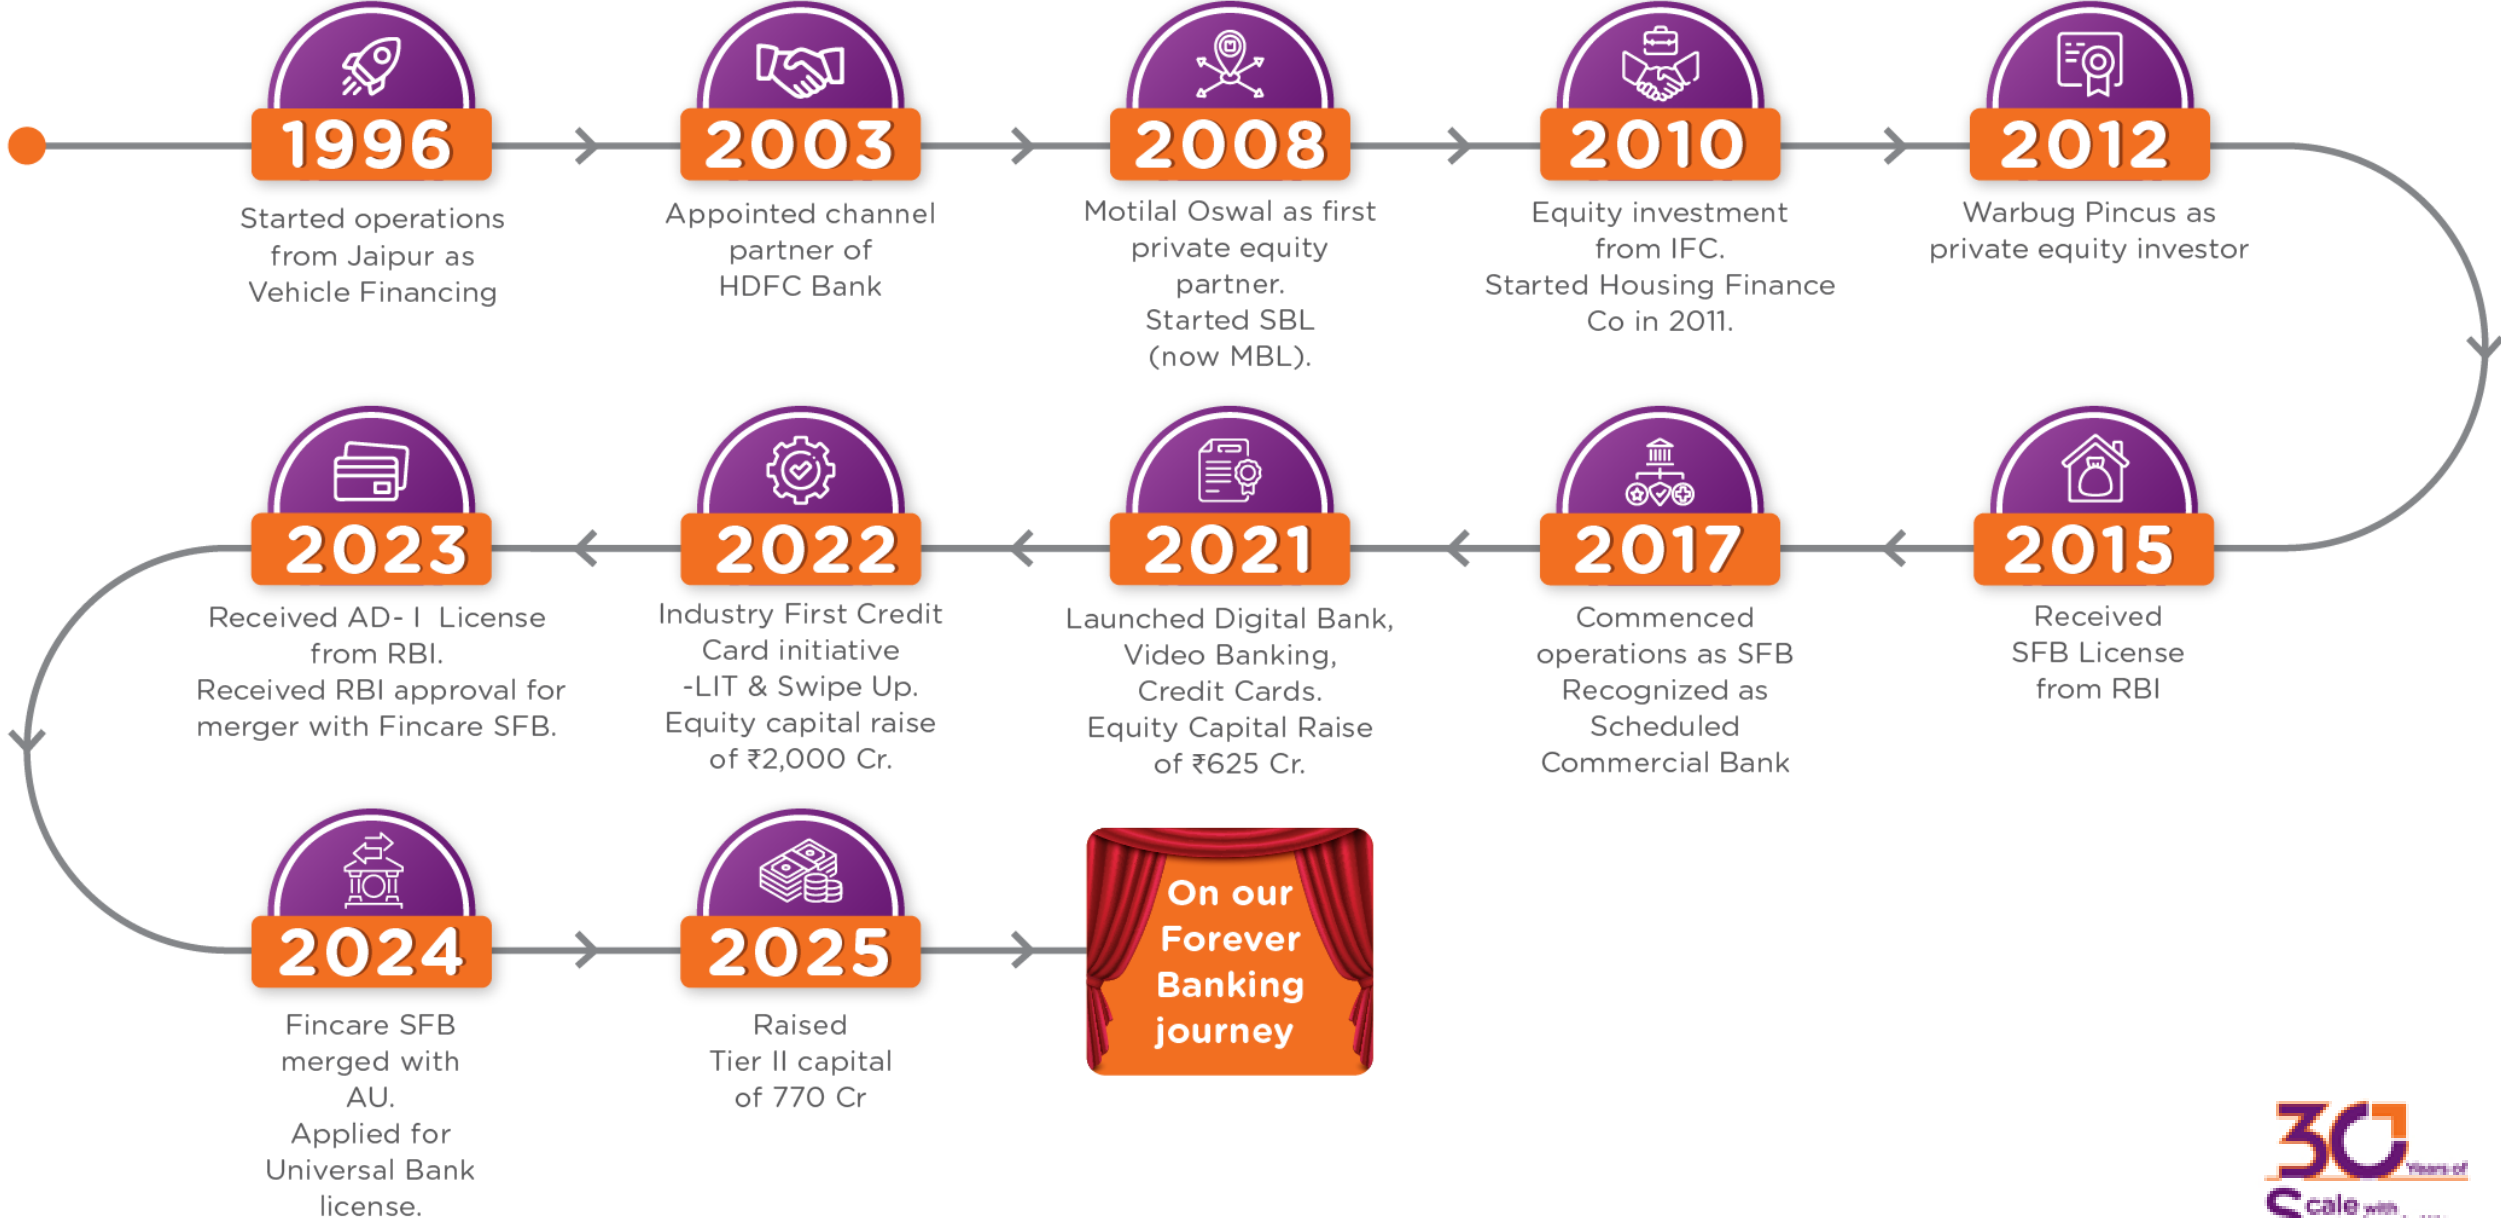 1996
Started operations
from Jaipur as
Vehicle Financing
2003
Appointed channel
partner of
HDFC Bank
2008
Motilal Oswal as first
private equity
partner.
Started SBL
(now MBL).
2010
Equity investment
from IFC.
Started Housing Finance
Co in 2011.
2012
Warbug Pincus as
private equity investor
2015
Received
SFB License
from RBI
2017
Commenced
operations as SFB
Recognized as
Scheduled
Commercial Bank
2021
Launched Digital Bank,
Video Banking,
Credit Cards.
Equity Capital Raise
of ₹625 Cr.
2022
Industry First Credit
Card initiative
-LIT & Swipe Up.
Equity capital raise
of ₹2,000 Cr.
2023
Received AD- I License
from RBI.
Received RBI approval for
merger with Fincare SFB.
2024
Fincare SFB
merged with
AU.
Applied for
Universal Bank
license.
2025
Raised
Tier II capital
of 770 Cr
On our
Forever
Banking
journey
30 Years of
Scale with